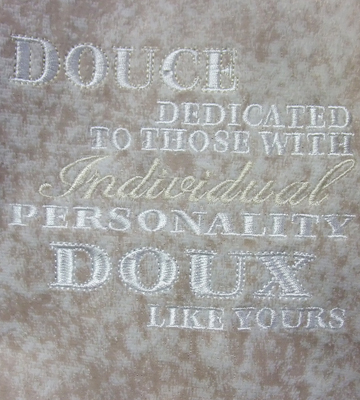 DOUCE
DEDICATED
TO THOSE WITH
Individual
PERSONALITY
DOUX
LIKE YOURS